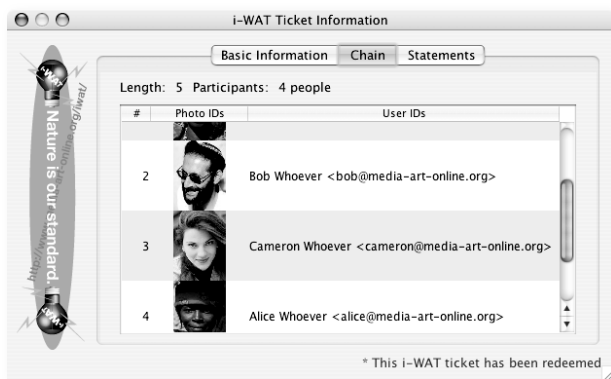 i-WAT Ticket Information
Basic Information Chain Statements
Length: 5 Participants: 4 people
# Photo IDs User IDs
2 Bob Whoever <bob@media-art-online.org>
3 Cameron Whoever <cameron@media-art-online.org>
4 Alice Whoever <alice@media-art-online.org>
i-WAT
Nature is our standard.
i-WAT
* This i-WAT ticket has been redeemed